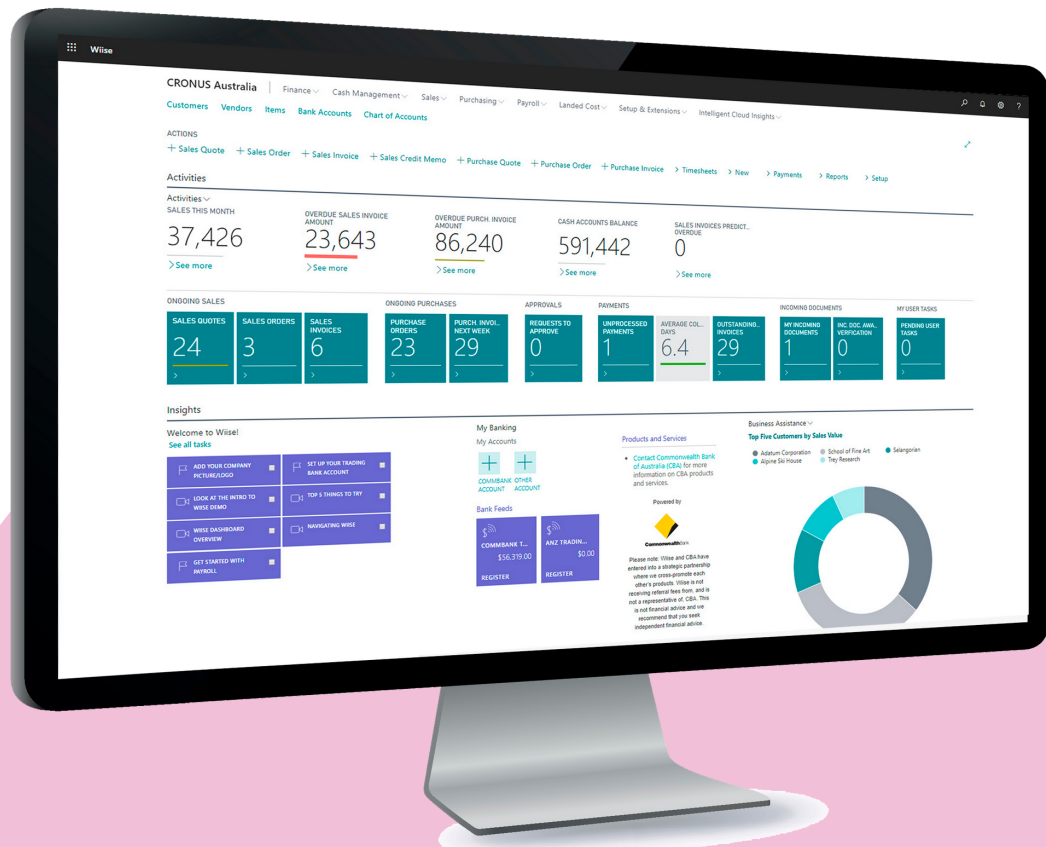 Wiise
CRONUS Australia
Finance
Cash Management
Sales
Purchasing
Payroll
Landed Cost
Setup & Extensions
Intelligent Cloud Insights
?
Customers
Vendors
Items
Bank Accounts
Chart of Accounts
ACTIONS
+ Sales Quote
+ Sales Order
+ Sales Invoice
+ Sales Credit Memo
+ Purchase Quote
+ Purchase Order
+ Purchase Invoice
> Timesheets
> New
> Payments
> Reports
> Setup
Activities
Activities
SALES THIS MONTH
37,426
>See more
OVERDUE SALES INVOICE
AMOUNT
23,643
>See more
OVERDUE PURCH. INVOICE
AMOUNT
86,240
>See more
CASH ACCOUNTS BALANCE
591,442
>See more
SALES INVOICES PREDICT...
OVERDUE
0
>See more
ONGOING SALES
SALES QUOTES
24
>
SALES ORDERS
3
>
SALES
INVOICES
6
>
ONGOING PURCHASES
PURCHASE
ORDERS
23
>
PURCH. INVOI...
NEXT WEEK
29
>
APPROVALS
REQUESTS TO
APPROVE
0
>
PAYMENTS
UNPROCESSED
PAYMENTS
1
>
AVERAGE COL...
DAYS
6.4
>
OUTSTANDING...
INVOICES
29
>
INCOMING DOCUMENTS
MY INCOMING
DOCUMENTS
1
>
INC. DOC. AWA...
VERFICATION
0
>
MY USER TASKS
PENDING USER
TASKS
0
>
Insights
Welcome to Wiise!
See all tasks
ADD YOUR COMPANY
PICTURE/LOGO
SET UP YOUR TRADING
BANK ACCOUNT
LOOK AT THE INTRO TO
WIISE DEMO
TOP 5 THINGS TO TRY
WIISE DASHBOARD
OVERVIEW
NAVIGATING WIISE
GET STARTED WITH
PAYROLL
My Banking
My Accounts
+
COMMBANK
ACCOUNT
+
OTHER
ACCOUNT
Bank Feeds
$
COMMBANK T...
$56,319.00
REGISTER
$
ANZ TRADIN...
$0.00
REGISTER
Products and Services
• Contact Commonwealth Bank
of Australia (CBA) for more
information on CBA products
and services.
Powered by
CommonwealthBank
Please note: Wiise and CBA have
entered into a strategic partnership
where we cross-promote each
other's products. Wiise is not
receiving referral fees from, and is
not a representative of, CBA. This
is not financial advice and we
recommend that you seek
independent financial advice.
Business Assistance
Top Five Customers by Sales Value
Adatum Corporation
School of Fine Art
Selangorian
Alpine Ski House
Trey Research